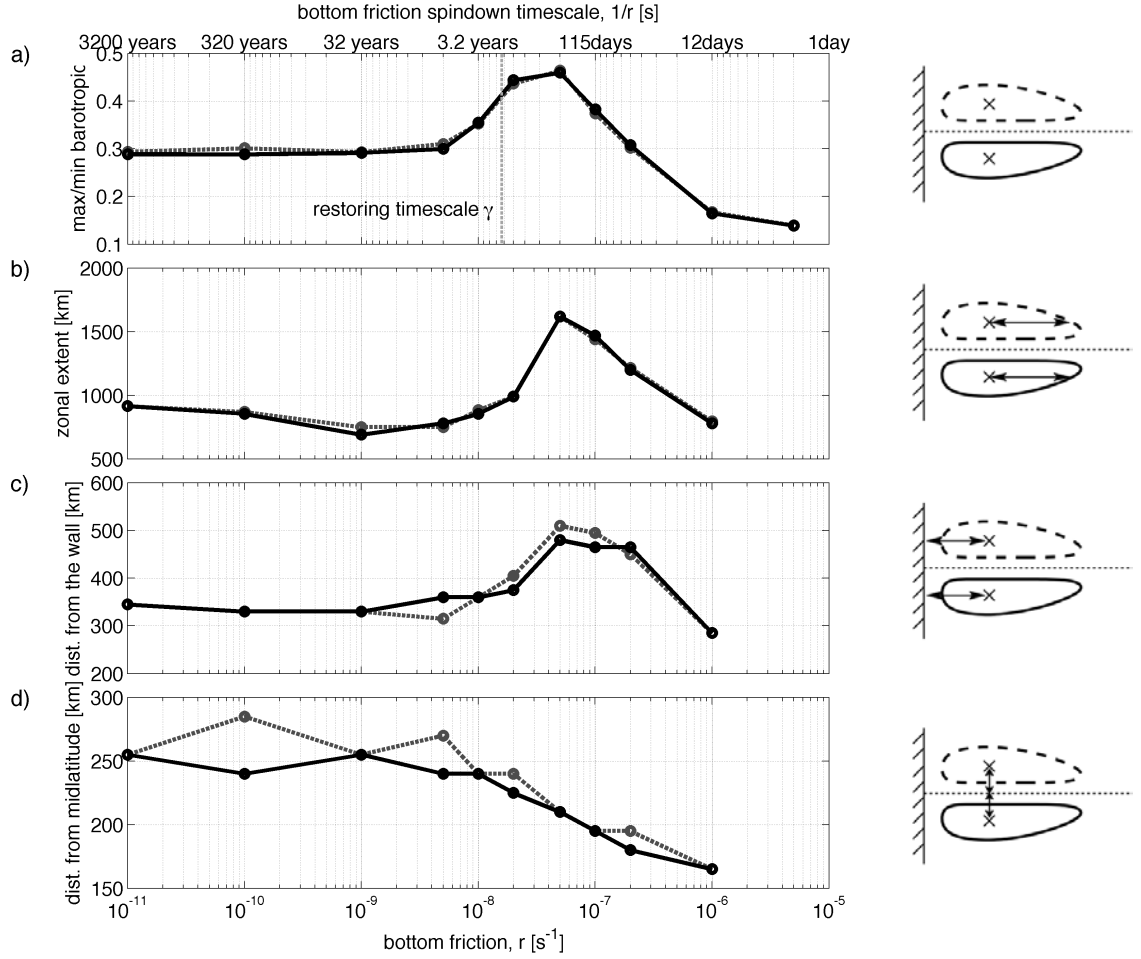 bottom friction spindown timescale, 1/r [s]
3200 years 320 years 32 years 3.2 years 115days 12days 1day
a)
max/min barotropic
0.5
0.4
0.3
0.2
0.1
restoring timescale γ
b)
zonal extent [km]
2000
1500
1000
500
c)
dist. from the wall [km]
600
500
400
300
200
d)
dist. from midlatitude [km]
300
250
200
150
10⁻¹¹ 10⁻¹⁰ 10⁻⁹ 10⁻⁸ 10⁻⁷ 10⁻⁶ 10⁻⁵
bottom friction, r [s⁻¹]